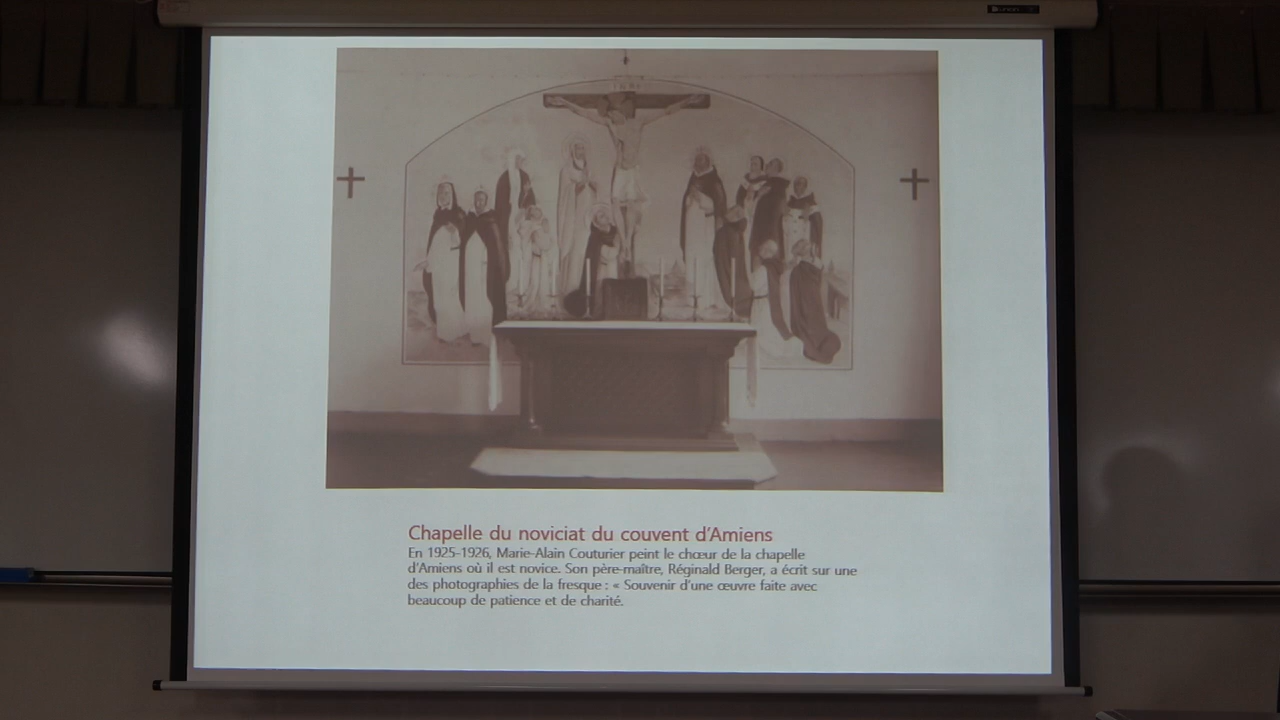 INRI
Chapelle du noviciat du couvent d'Amiens
En 1925-1926, Marie-Alain Couturier peint le chœur de la chapelle
d'Amiens où il est novice. Son père-maître, Réginald Berger, a écrit sur une
des photographies de la fresque : « Souvenir d'une œuvre faite avec
beaucoup de patience et de charité.